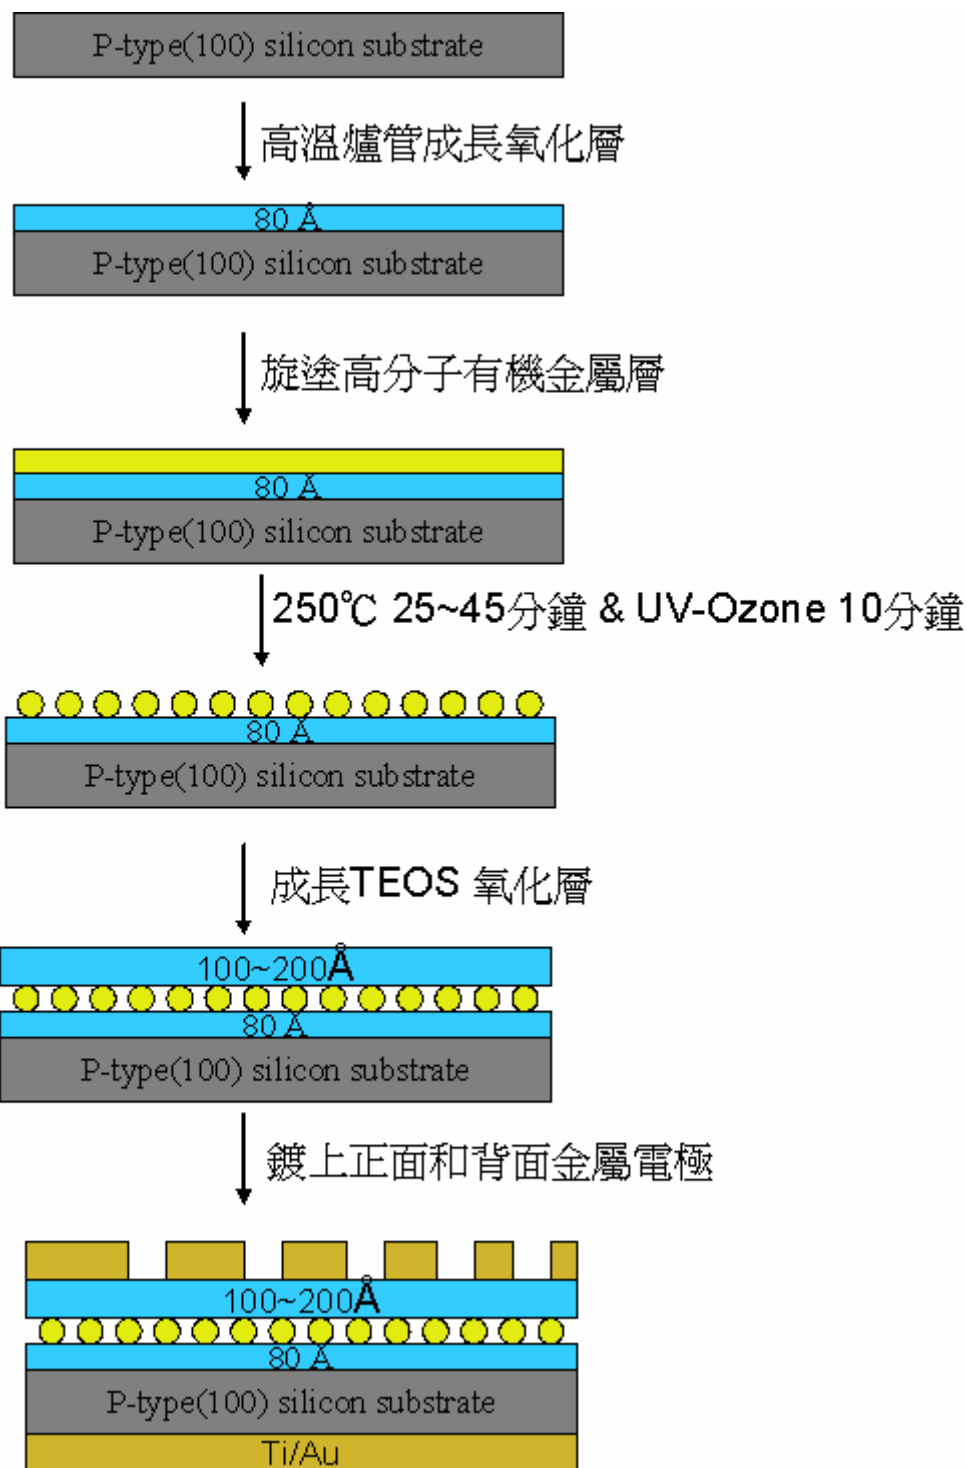 P-type(100) silicon substrate
高溫爐管成長氧化層
80 Å
P-type(100) silicon substrate
旋塗高分子有機金屬層
80 Å
P-type(100) silicon substrate
250℃ 25~45分鐘 & UV-Ozone 10分鐘
80 Å
P-type(100) silicon substrate
成長TEOS 氧化層
100~200Å
80 Å
P-type(100) silicon substrate
鍍上正面和背面金屬電極
100~200Å
80 Å
P-type(100) silicon substrate
Ti/Au